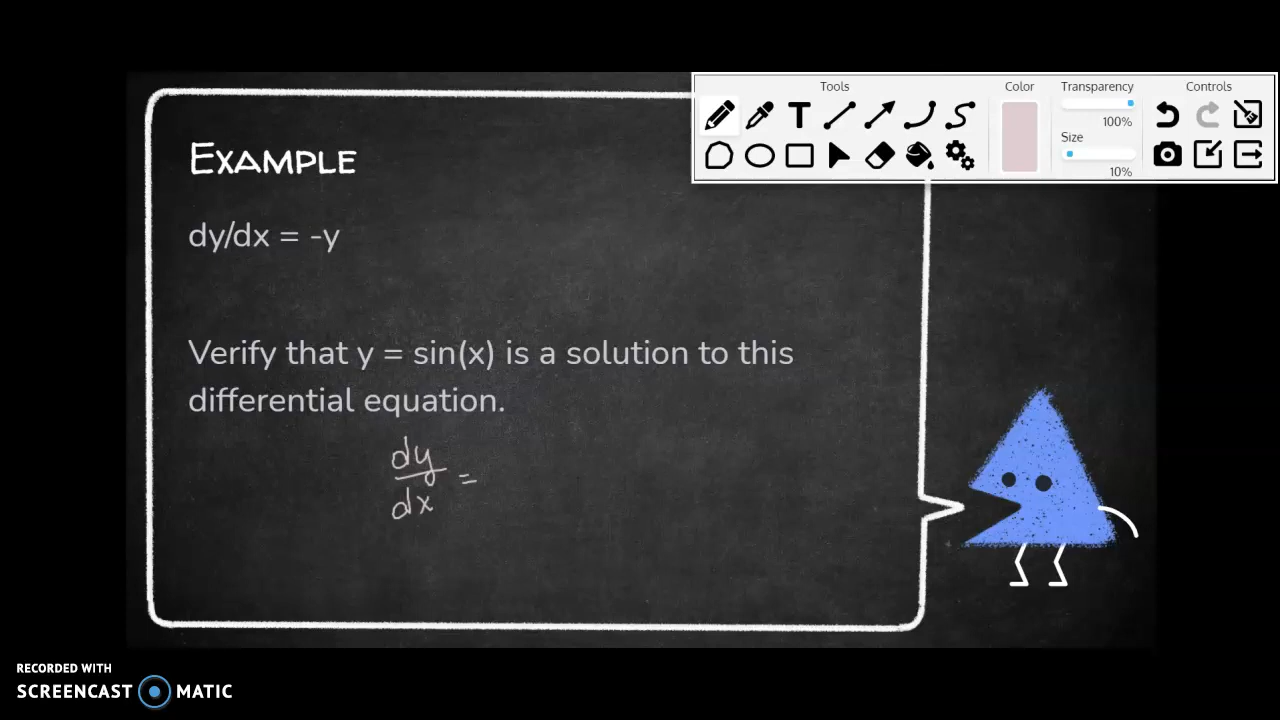 Tools
Color
Transparency
Controls
100%
Size
10%
EXAMPLE
dy/dx = -y
Verify that y = sin(x) is a solution to this
differential equation.
dy
dx =
RECORDED WITH
SCREENCAST MATIC